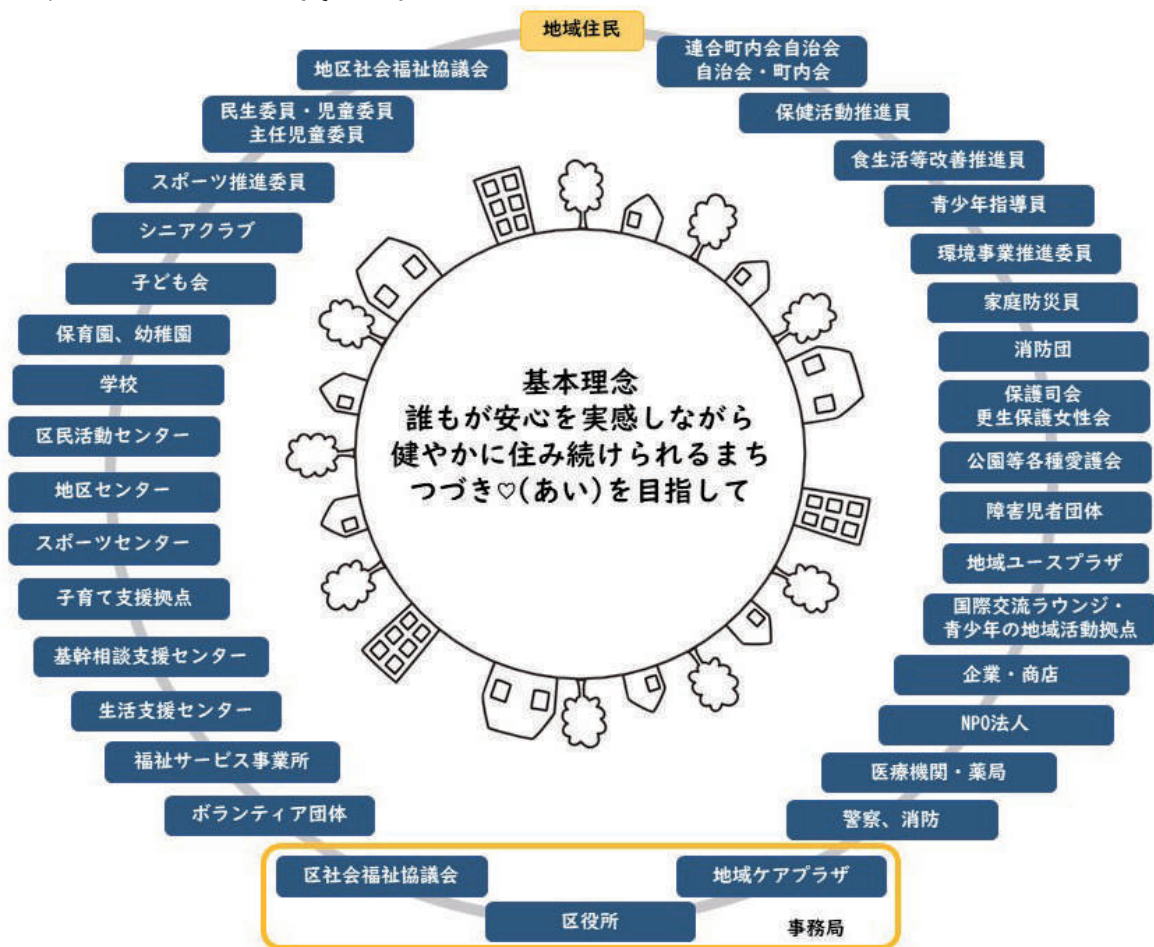 地域住民
連合町内会自治会
自治会・町内会
保健活動推進員
食生活等改善推進員
青少年指導員
環境事業推進委員
家庭防災員
消防団
保護司会
更生保護女性会
公園等各種愛護会
障害児者団体
地域ユースプラザ
国際交流ラウンジ・
青少年の地域活動拠点
企業・商店
NPO法人
医療機関・薬局
警察、消防
地区社会福祉協議会
民生委員・児童委員
主任児童委員
スポーツ推進委員
シニアクラブ
子ども会
保育園、幼稚園
学校
区民活動センター
地区センター
スポーツセンター
子育て支援拠点
基幹相談支援センター
生活支援センター
福祉サービス事業所
ボランティア団体
基本理念
誰もが安心を実感しながら
健やかに住み続けられるまち
つづき♡(あい)を目指して
区社会福祉協議会
地域ケアプラザ
区役所
事務局